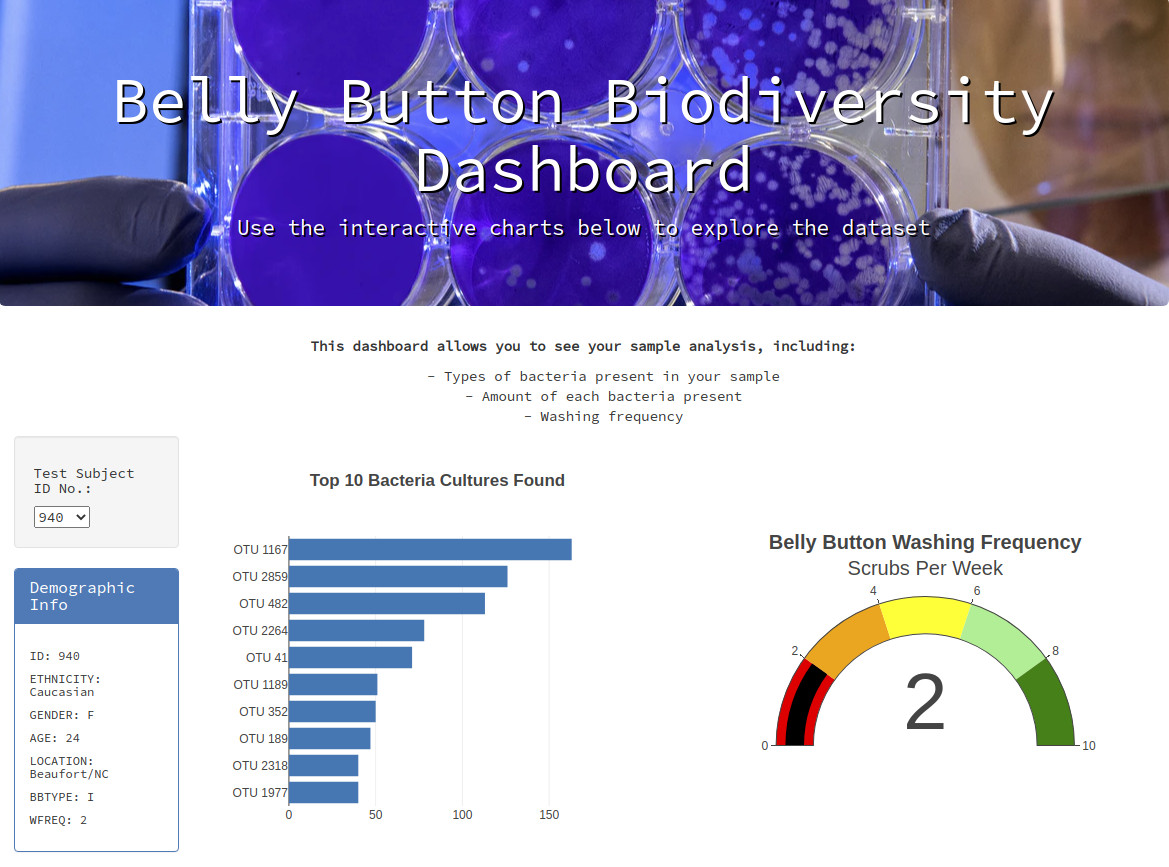 Belly Button Biodiversity
Dashboard
Use the interactive charts below to explore the dataset
This dashboard allows you to see your sample analysis, including:
- Types of bacteria present in your sample
- Amount of each bacteria present
- Washing frequency
Test Subject
ID No.:
940
Demographic
Info
ID: 940
ETHNICITY:
Caucasian
GENDER: F
AGE: 24
LOCATION:
Beaufort/NC
BBTYPE: I
WFREQ: 2
Top 10 Bacteria Cultures Found
OTU 1167
OTU 2859
OTU 482
OTU 2264
OTU 41
OTU 1189
OTU 352
OTU 189
OTU 2318
OTU 1977
0 50 100 150
Belly Button Washing Frequency
Scrubs Per Week
4 6
2 8
2
0 10